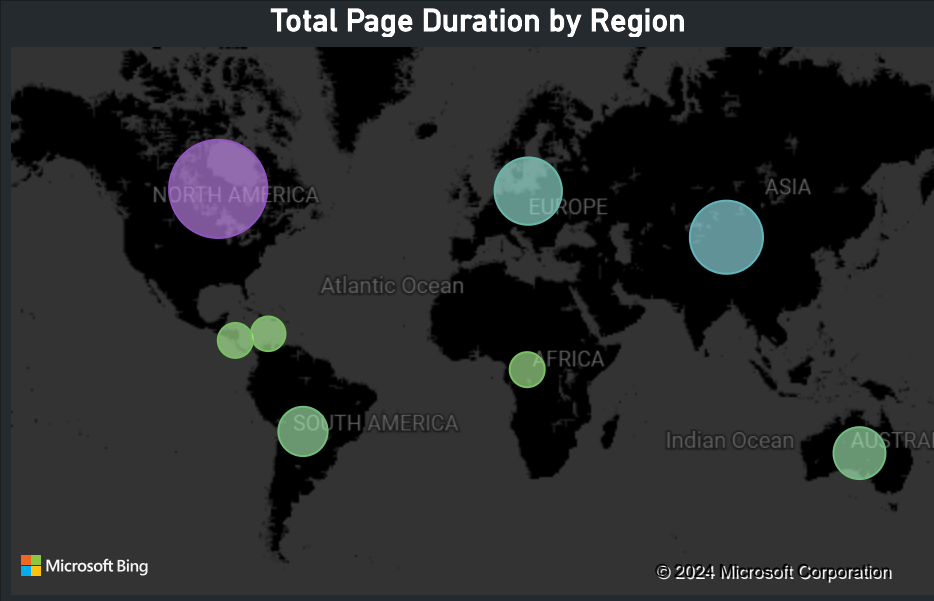 Total Page Duration by Region
NORTH AMERICA
EUROPE
ASIA
Atlantic Ocean
AFRICA
SOUTH AMERICA
Indian Ocean
AUSTRA
Microsoft Bing
© 2024 Microsoft Corporation